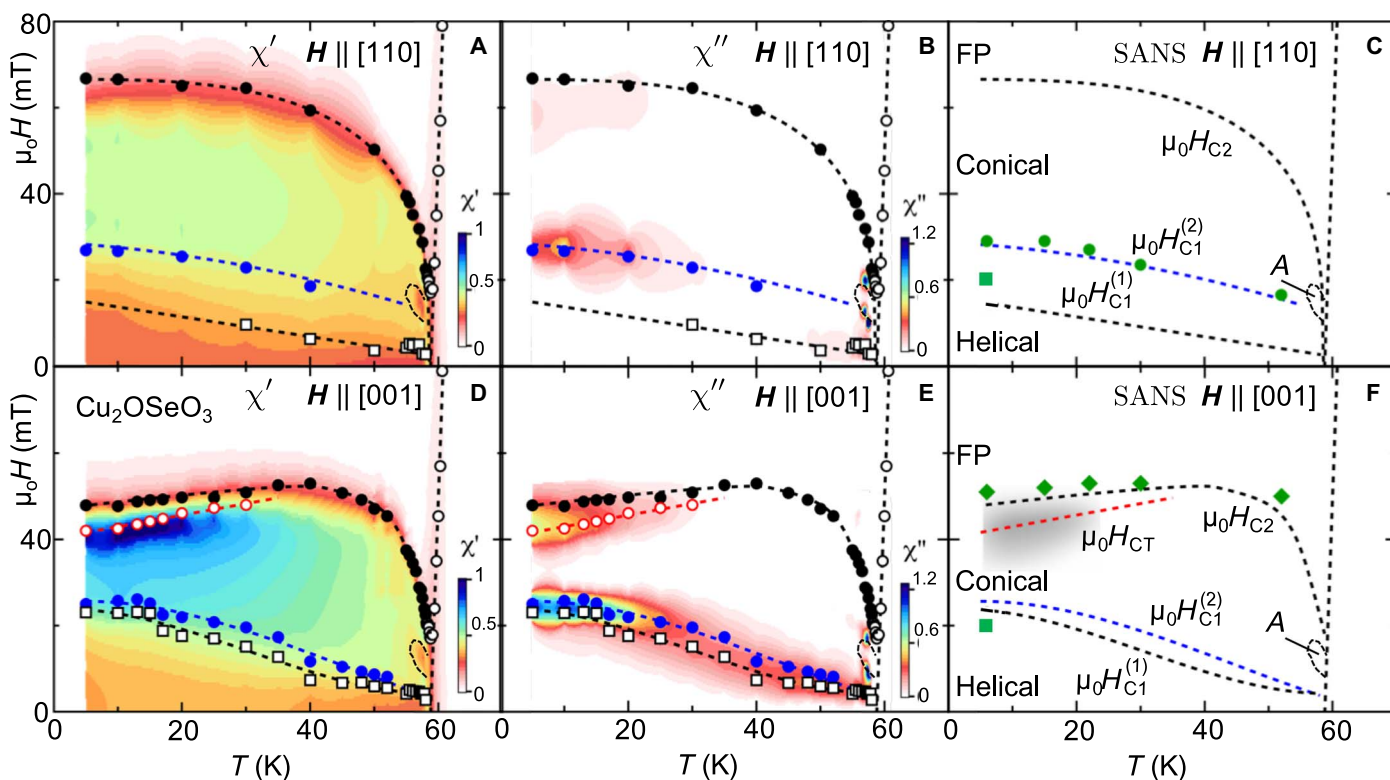 80
χ′ H || [110] A
χ″ H || [110] B
FP SANS H || [110] C
μoH (mT)
μ0HC2
Conical
40
χ'
1
0.5
0
χ"
1.2
0.6
0
μ0HC1(2)
A
μ0HC1(1)
Helical
0
Cu2OSeO3 χ′ H || [001] D
χ″ H || [001] E
SANS H || [001] F
μoH (mT)
FP
μ0HC2
μ0HCT
40
χ'
1
0.5
0
χ"
1.2
0.6
0
Conical
μ0HC1(2)
A
Helical
μ0HC1(1)
0
0 20 40 60
0 20 40 60
0 20 40 60
T (K)
T (K)
T (K)